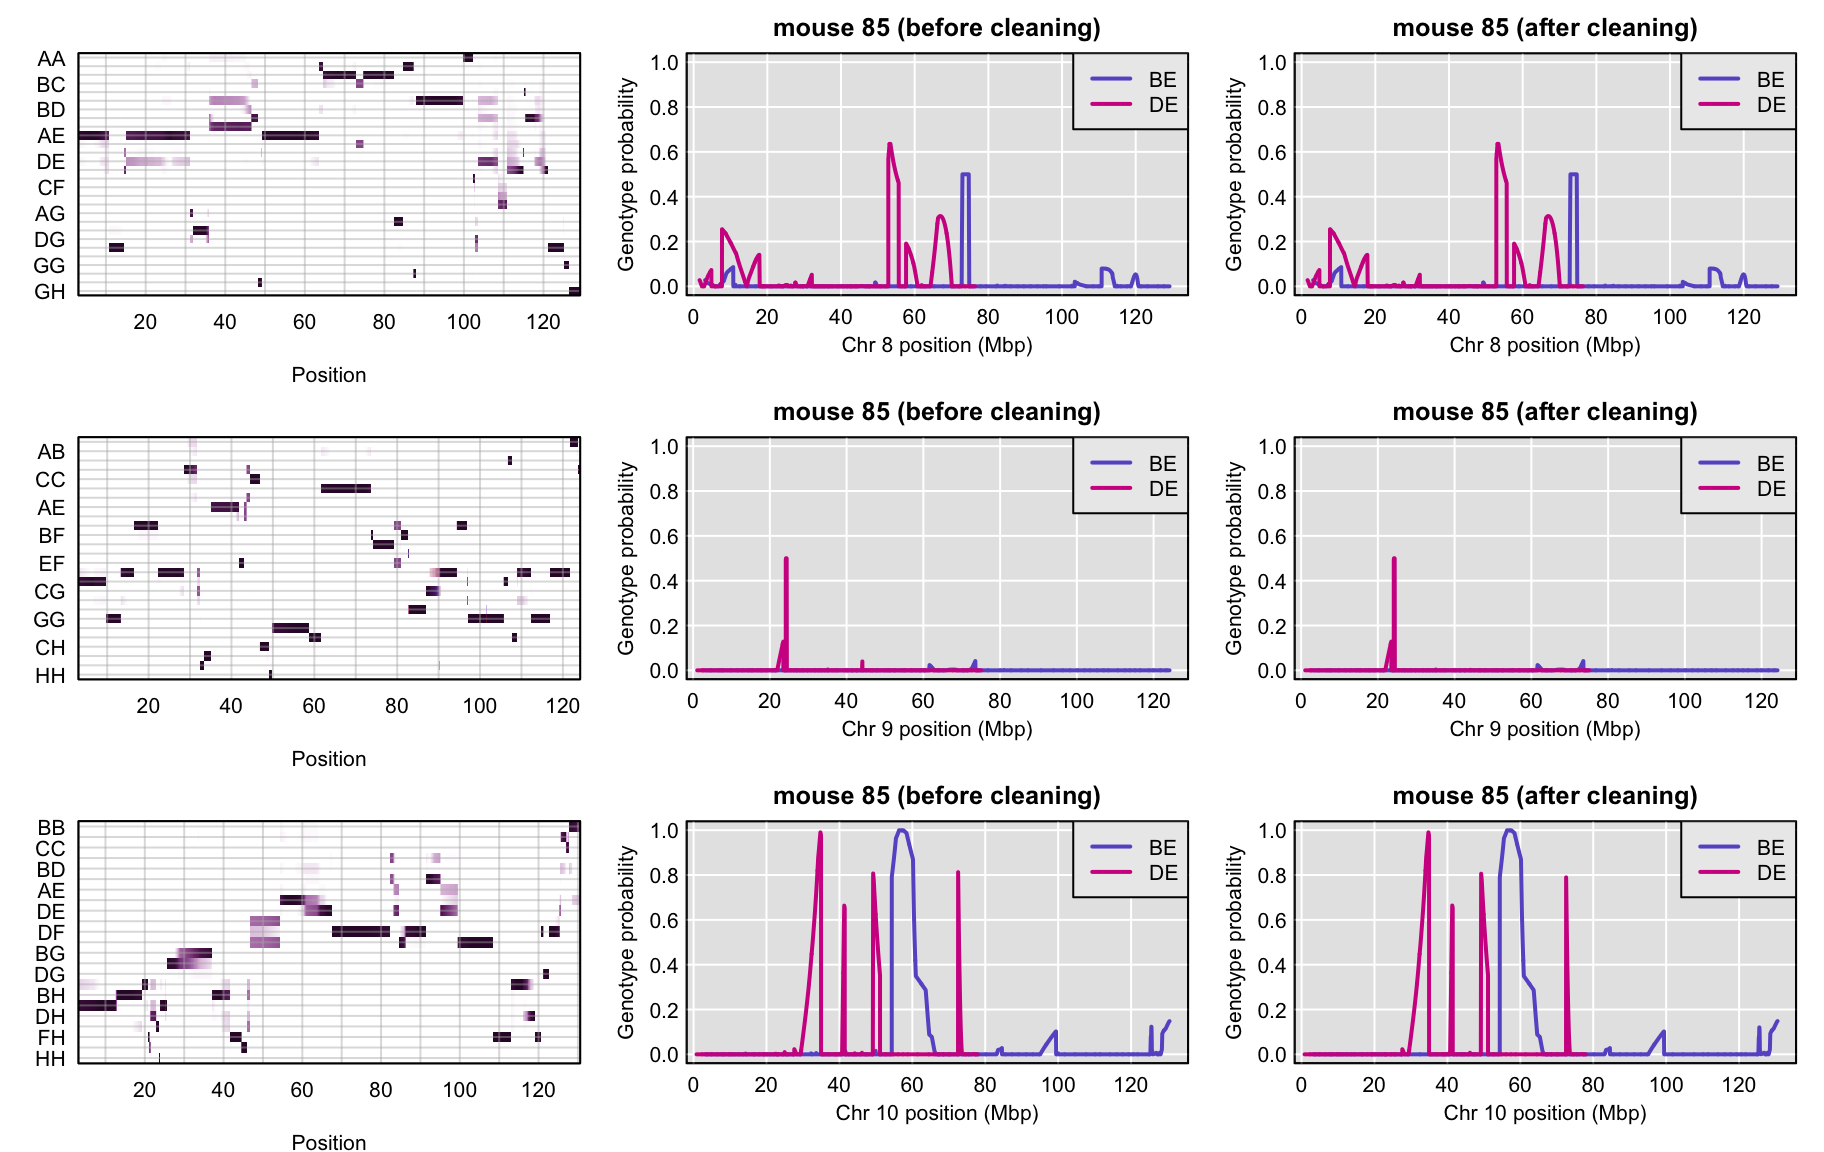 AA
BC
BD
AE
DE
CF
AG
DG
GG
GH
20 40 60 80 100 120
Position
mouse 85 (before cleaning)
Genotype probability
1.0
0.8
0.6
0.4
0.2
0.0
BE
DE
0 20 40 60 80 100 120
Chr 8 position (Mbp)
mouse 85 (after cleaning)
Genotype probability
1.0
0.8
0.6
0.4
0.2
0.0
BE
DE
0 20 40 60 80 100 120
Chr 8 position (Mbp)
AB
CC
AE
BF
EF
CG
GG
CH
HH
20 40 60 80 100 120
Position
mouse 85 (before cleaning)
Genotype probability
1.0
0.8
0.6
0.4
0.2
0.0
BE
DE
0 20 40 60 80 100 120
Chr 9 position (Mbp)
mouse 85 (after cleaning)
Genotype probability
1.0
0.8
0.6
0.4
0.2
0.0
BE
DE
0 20 40 60 80 100 120
Chr 9 position (Mbp)
BB
CC
BD
AE
DE
DF
BG
DG
BH
DH
FH
HH
20 40 60 80 100 120
Position
mouse 85 (before cleaning)
Genotype probability
1.0
0.8
0.6
0.4
0.2
0.0
BE
DE
0 20 40 60 80 100 120
Chr 10 position (Mbp)
mouse 85 (after cleaning)
Genotype probability
1.0
0.8
0.6
0.4
0.2
0.0
BE
DE
0 20 40 60 80 100 120
Chr 10 position (Mbp)